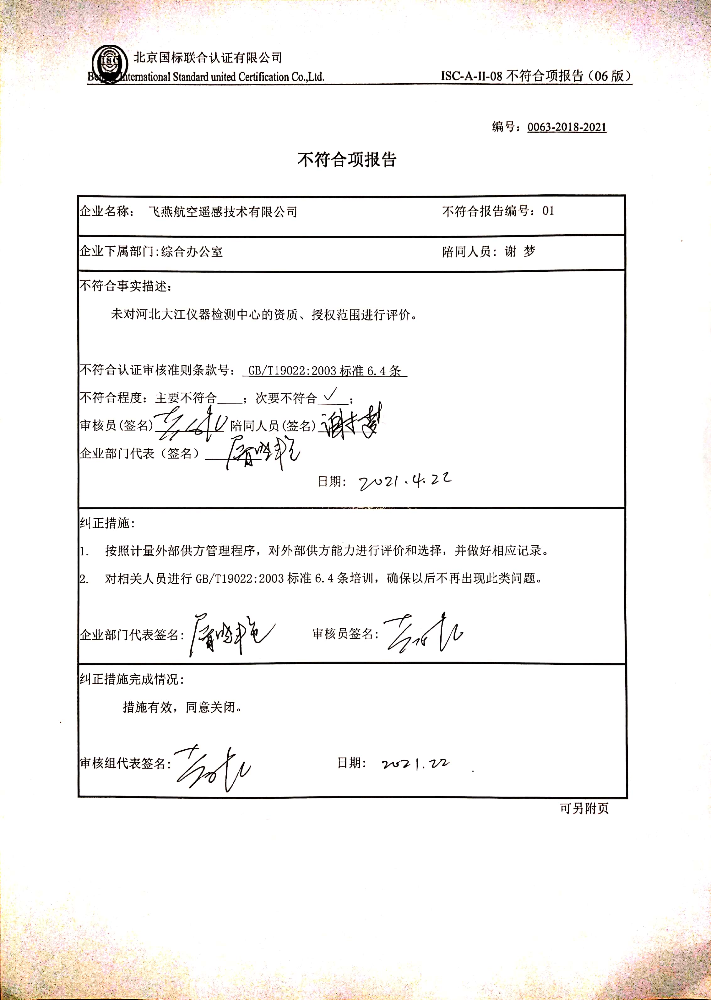 ISC
北京国标联合认证有限公司
International Standard united Certification Co.,Ltd.
ISC-A-II-08 不符合项报告（06 版）
编号：0063-2018-2021
不符合项报告
企业名称： 飞燕航空遥感技术有限公司 不符合报告编号：01
企业下属部门:综合办公室 陪同人员：谢 梦
不符合事实描述：
未对河北大江仪器检测中心的资质、授权范围进行评价。
不符合认证审核准则条款号： GB/T19022:2003 标准 6.4 条
不符合程度：主要不符合____；次要不符合 ✓ ；
审核员(签名) 陪同人员(签名) 谢梦
企业部门代表（签名）
日期：2021.4.22
纠正措施：
1. 按照计量外部供方管理程序，对外部供方能力进行评价和选择，并做好相应记录。
2. 对相关人员进行 GB/T19022:2003 标准 6.4 条培训，确保以后不再出现此类问题。
企业部门代表签名: 审核员签名:
纠正措施完成情况：
措施有效，同意关闭。
审核组代表签名: 日期： 2021.22
可另附页